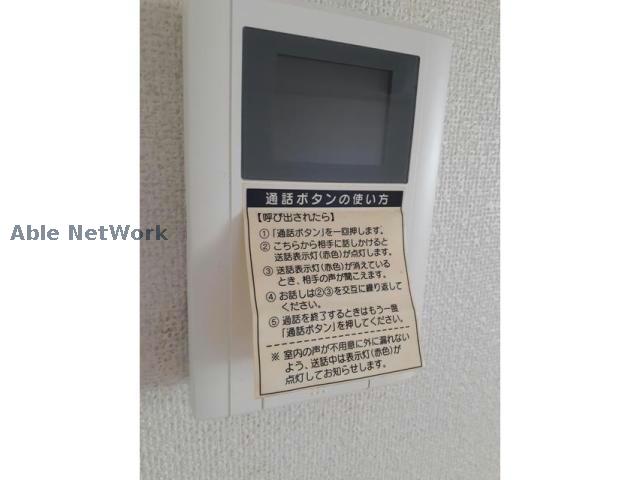 通話ボタンの使い方
【呼び出されたら】
①「通話ボタン」を一回押します。
② こちらから相手に話しかけると
送話表示灯(赤色)が点灯します。
③ 送話表示灯(赤色)が消えている
とき、相手の声が聞こえます。
④ お話しは②③を交互に繰り返して
ください。
⑤ 通話を終了するときはもう一度
「通話ボタン」を押してください。
※ 室内の声が不用意に外に漏れない
よう、送話中は表示灯(赤色)が
点灯してお知らせします。
Able NetWork